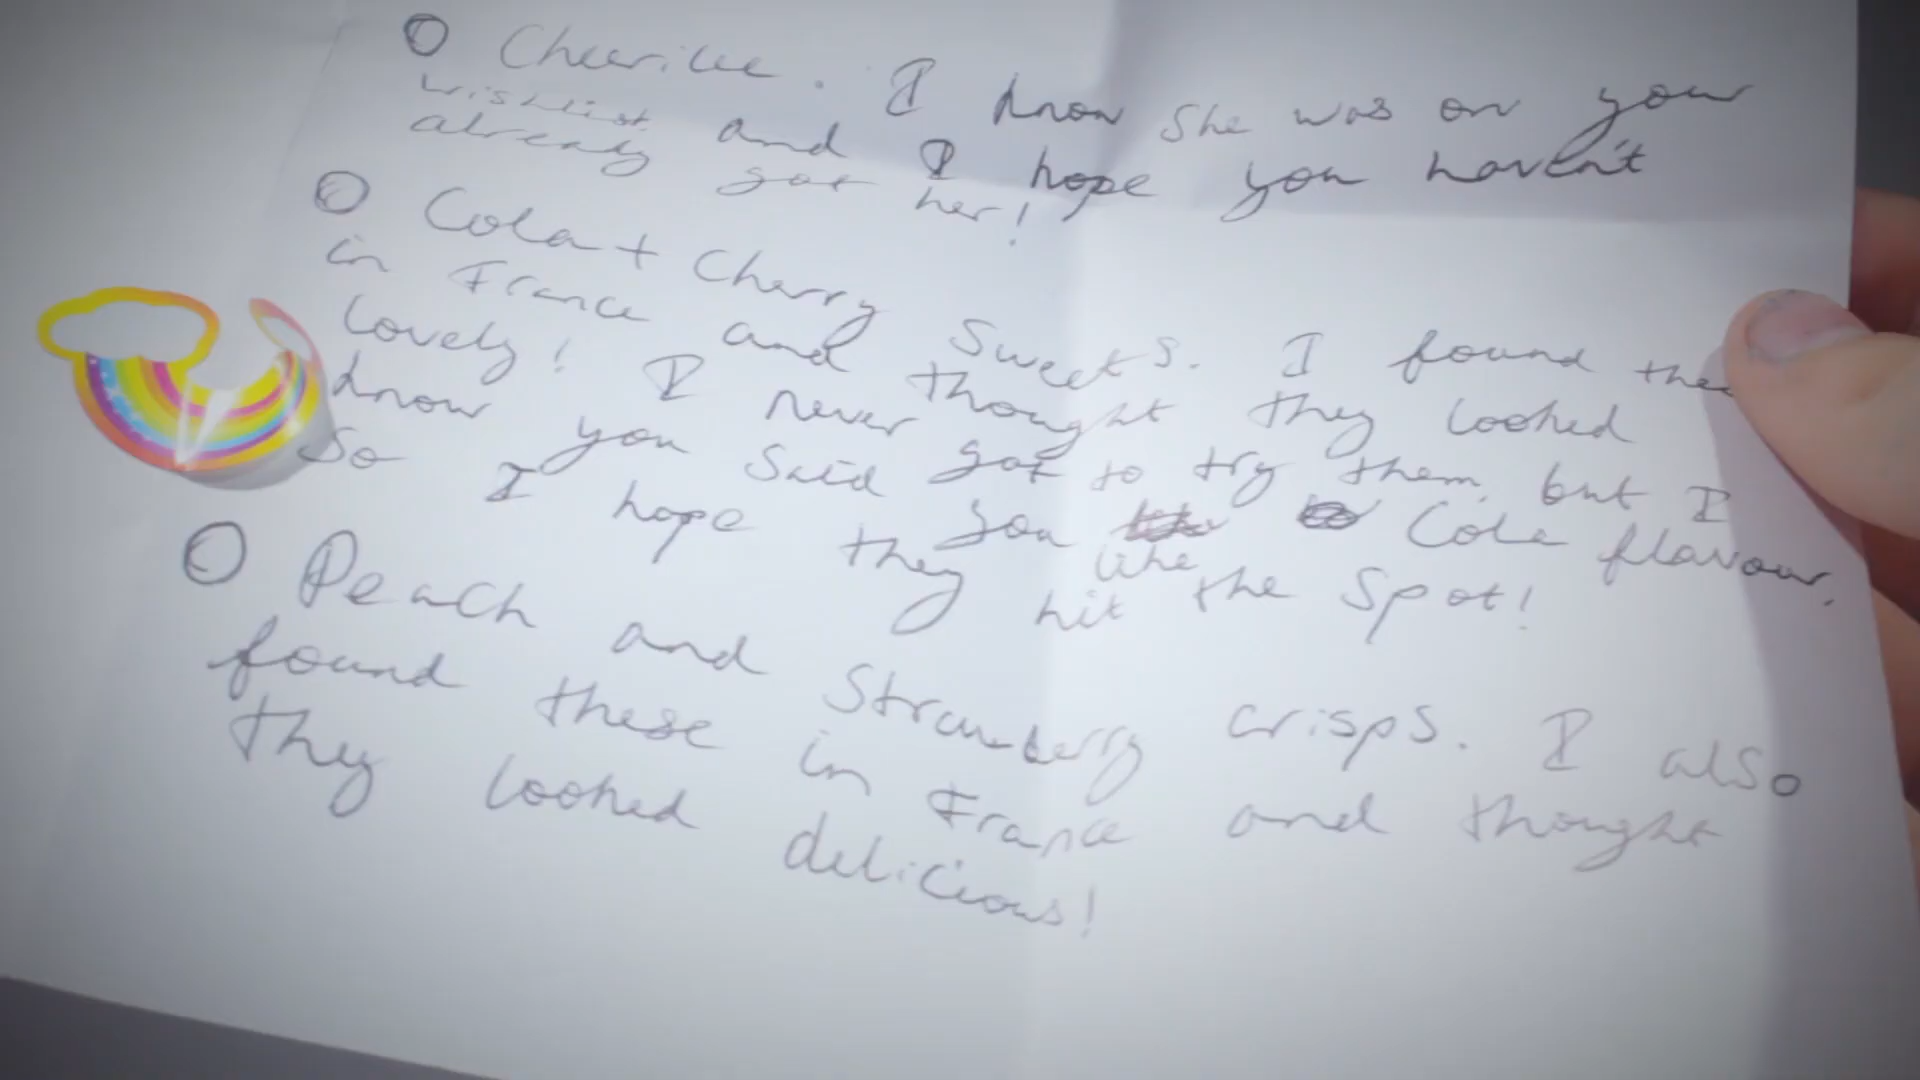 O Cheerilee. I know she was on your
wishlist and I hope you haven't
already got her!
O Cola + Cherry Sweets. I found the
in France and thought they looked
lovely! I never got to try them, but I
know you said you like Cola flavour.
So I hope they hit the spot!
O Peach and Strawberry crisps. I also
found these in France and thought
they looked delicious!